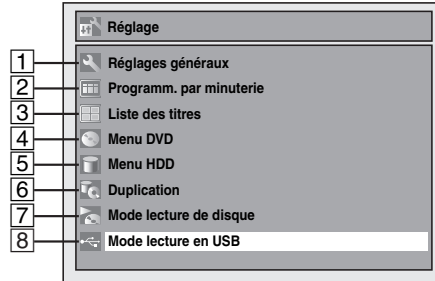 Réglage
1 Réglages généraux
2 Programm. par minuterie
3 Liste des titres
4 Menu DVD
5 Menu HDD
6 Duplication
7 Mode lecture de disque
8 Mode lecture en USB